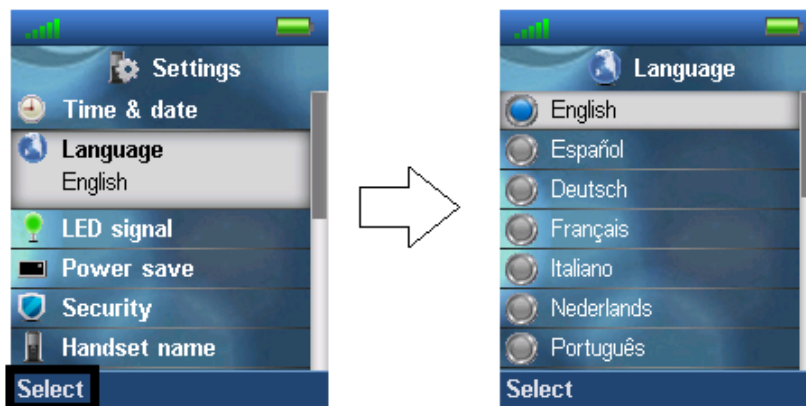 Settings
Time & date
Language
English
LED signal
Power save
Security
Handset name
Select
Language
English
Español
Deutsch
Français
Italiano
Nederlands
Português
Select